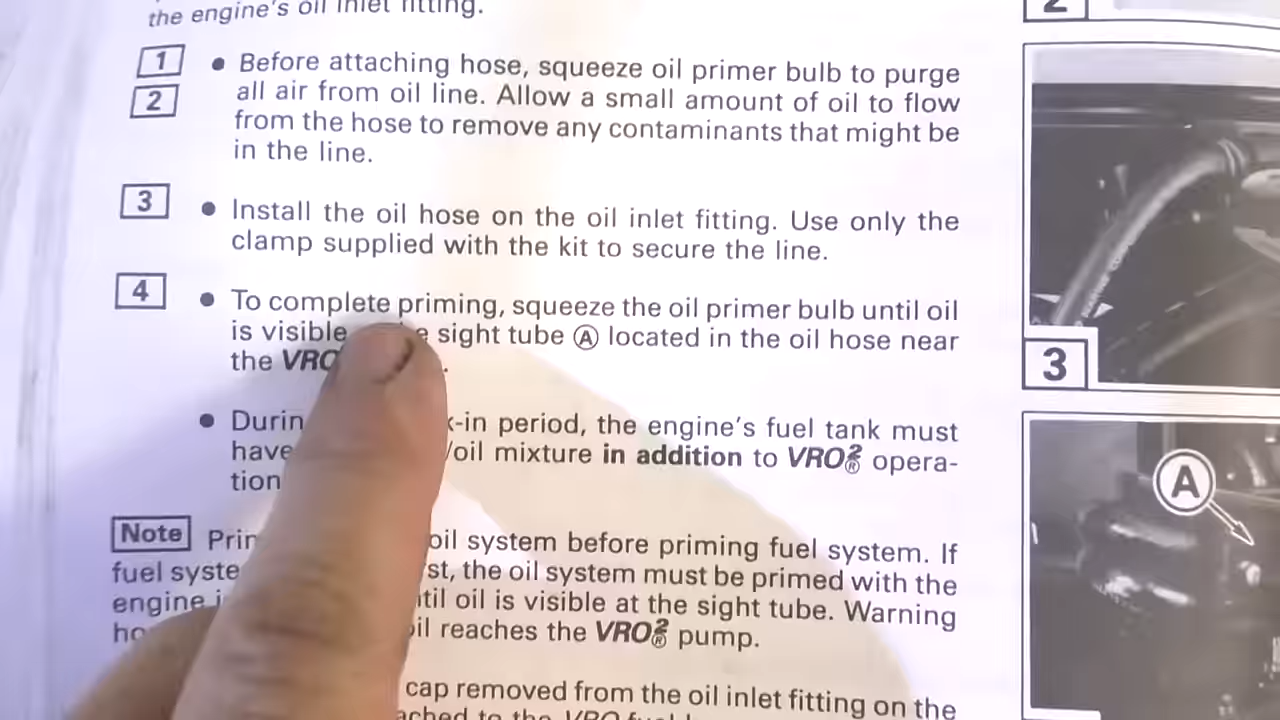 the engine's oil inlet fitting.
1
2
• Before attaching hose, squeeze oil primer bulb to purge
all air from oil line. Allow a small amount of oil to flow
from the hose to remove any contaminants that might be
in the line.
3
• Install the oil hose on the oil inlet fitting. Use only the
clamp supplied with the kit to secure the line.
4
• To complete priming, squeeze the oil primer bulb until oil
is visible sight tube Ⓐ located in the oil hose near
the VRO
• -in period, the engine's fuel tank must
have /oil mixture in addition to VRO2® opera-
tion
Note oil system before priming fuel system. If
fuel the oil system must be primed with the
engine oil is visible at the sight tube. Warning
reaches the VRO2® pump.
cap removed from the oil inlet fitting on the
to the VRO
2
3
A